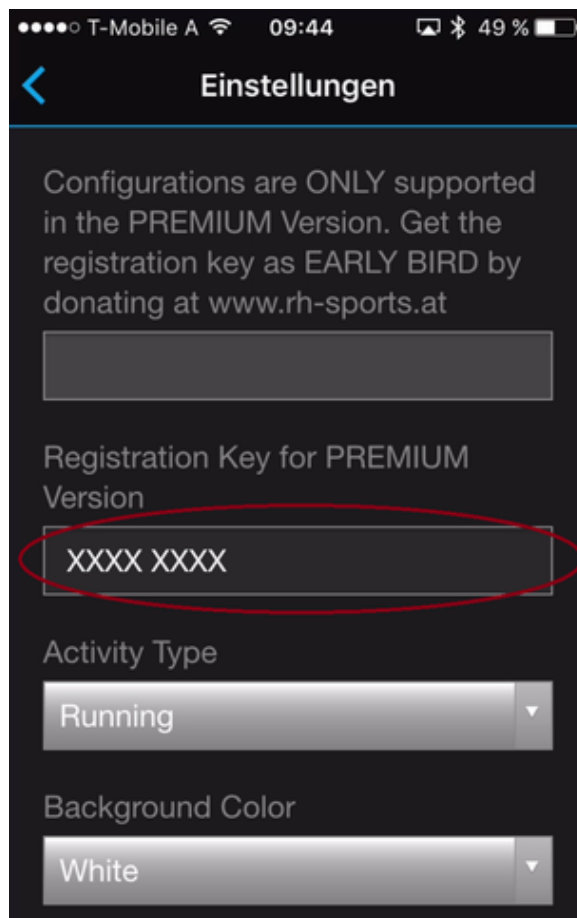 T-Mobile A 09:44 49 %
Einstellungen
Configurations are ONLY supported
in the PREMIUM Version. Get the
registration key as EARLY BIRD by
donating at www.rh-sports.at
Registration Key for PREMIUM
Version
XXXX XXXX
Activity Type
Running
Background Color
White